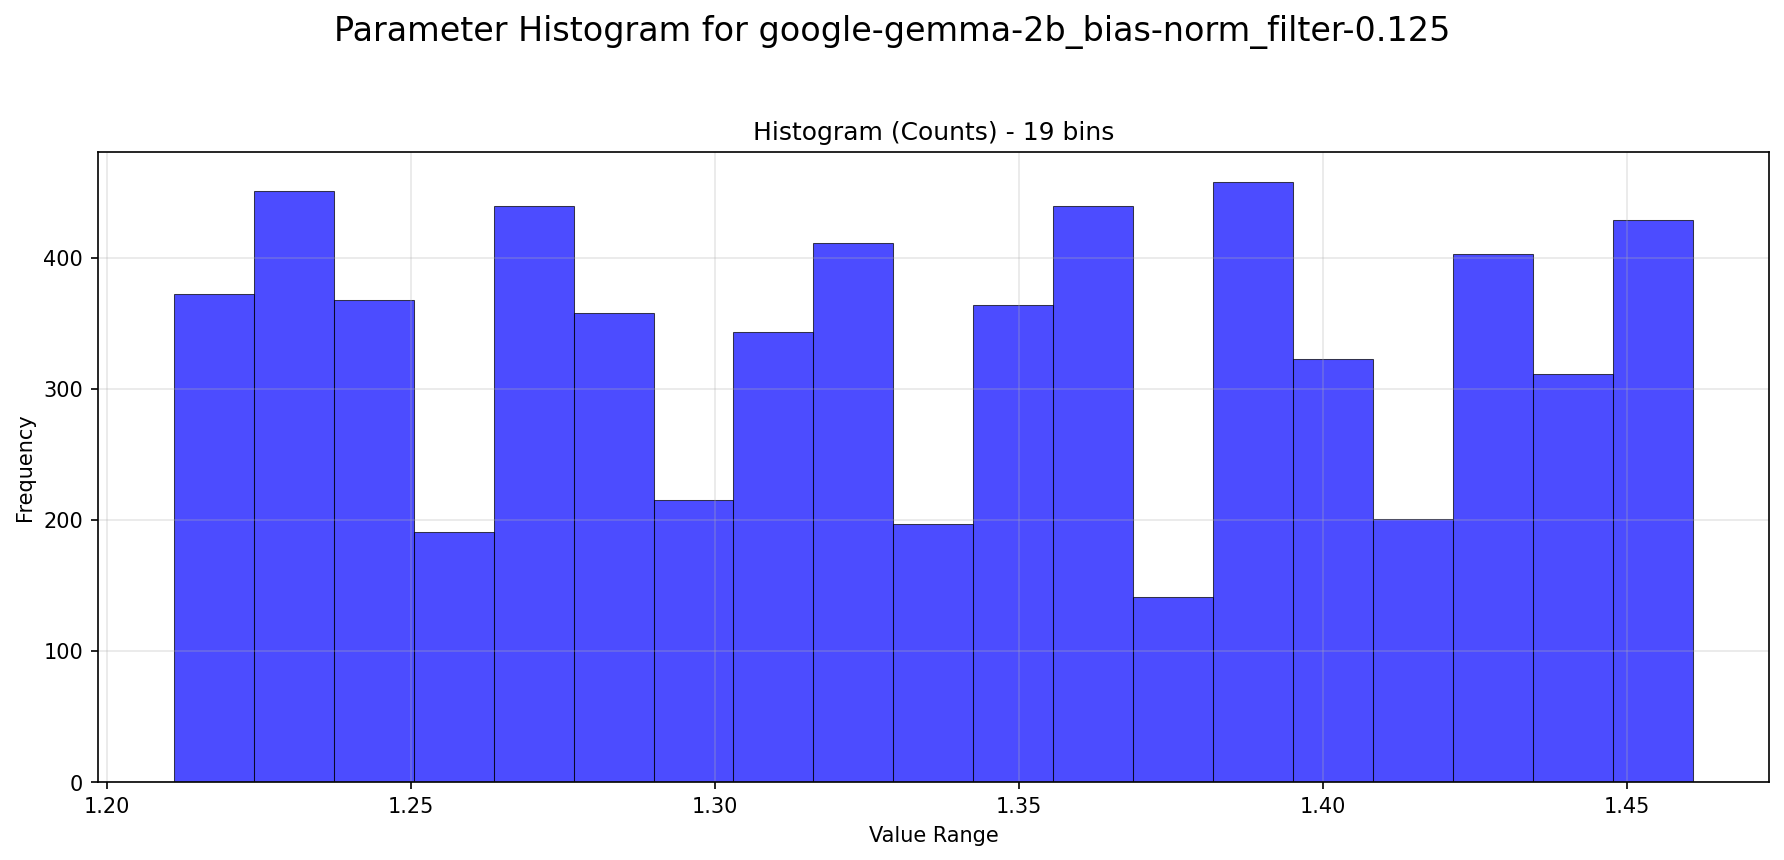 Parameter Histogram for google-gemma-2b_bias-norm_filter-0.125
Histogram (Counts) - 19 bins
Frequency
400
300
200
100
0
1.20 1.25 1.30 1.35 1.40 1.45
Value Range